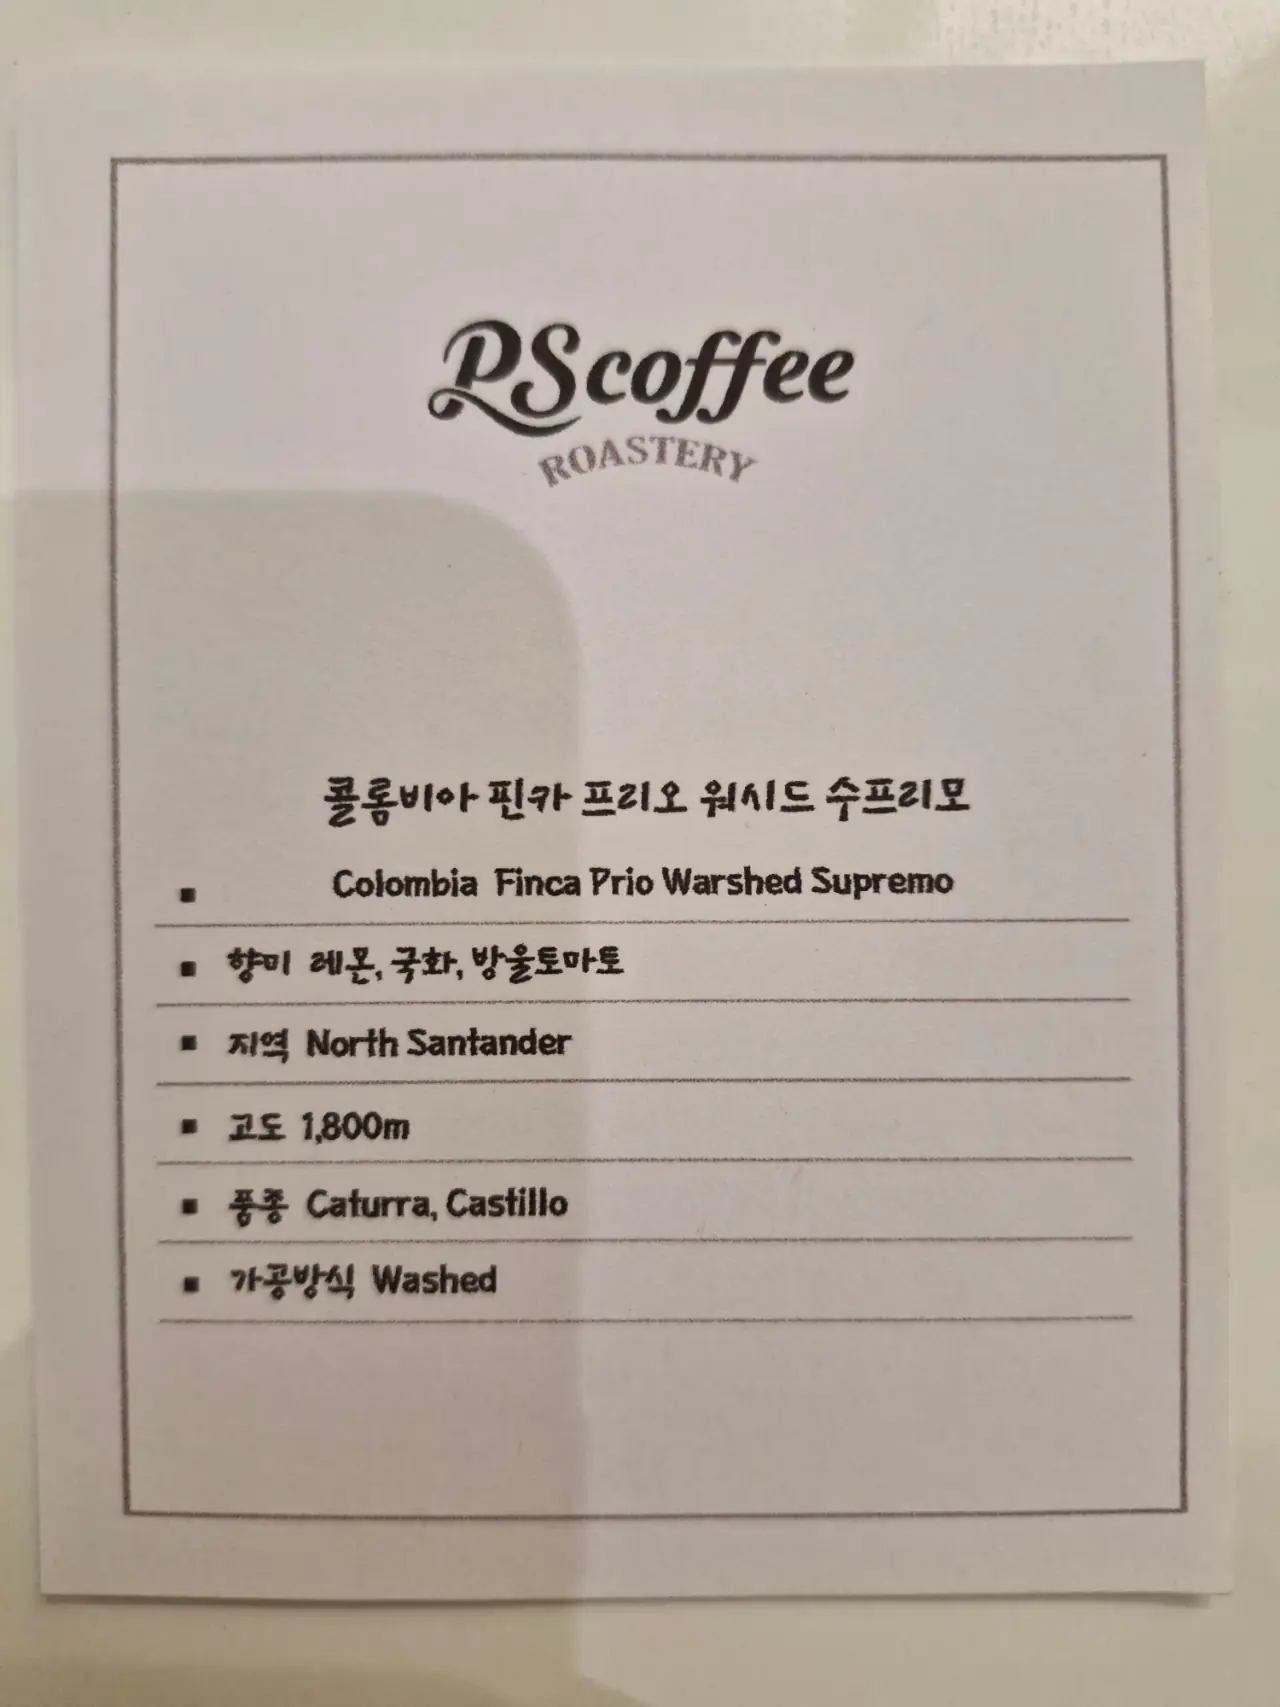 RS coffee
ROASTERY
콜롬비아 핀카 프리오 워시드 수프리모
Colombia Finca Prio Warshed Supremo
향미 레몬, 국화, 방울토마토
지역 North Santander
고도 1,800m
품종 Caturra, Castillo
가공방식 Washed